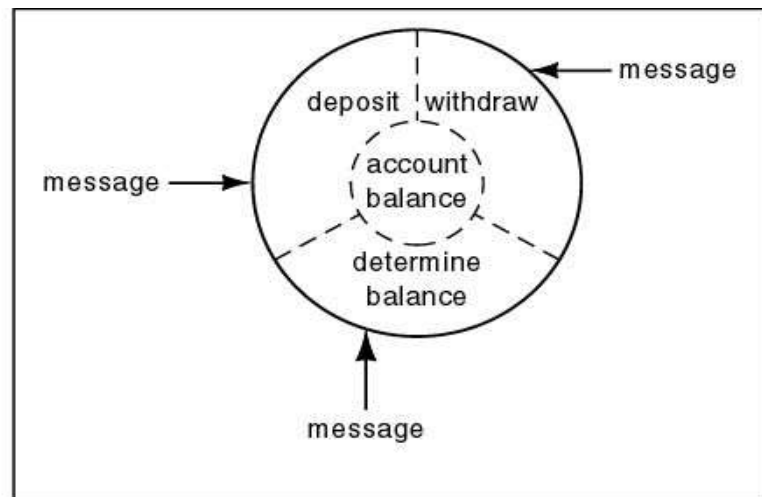 message
deposit withdraw
account
balance
message
determine
balance
message